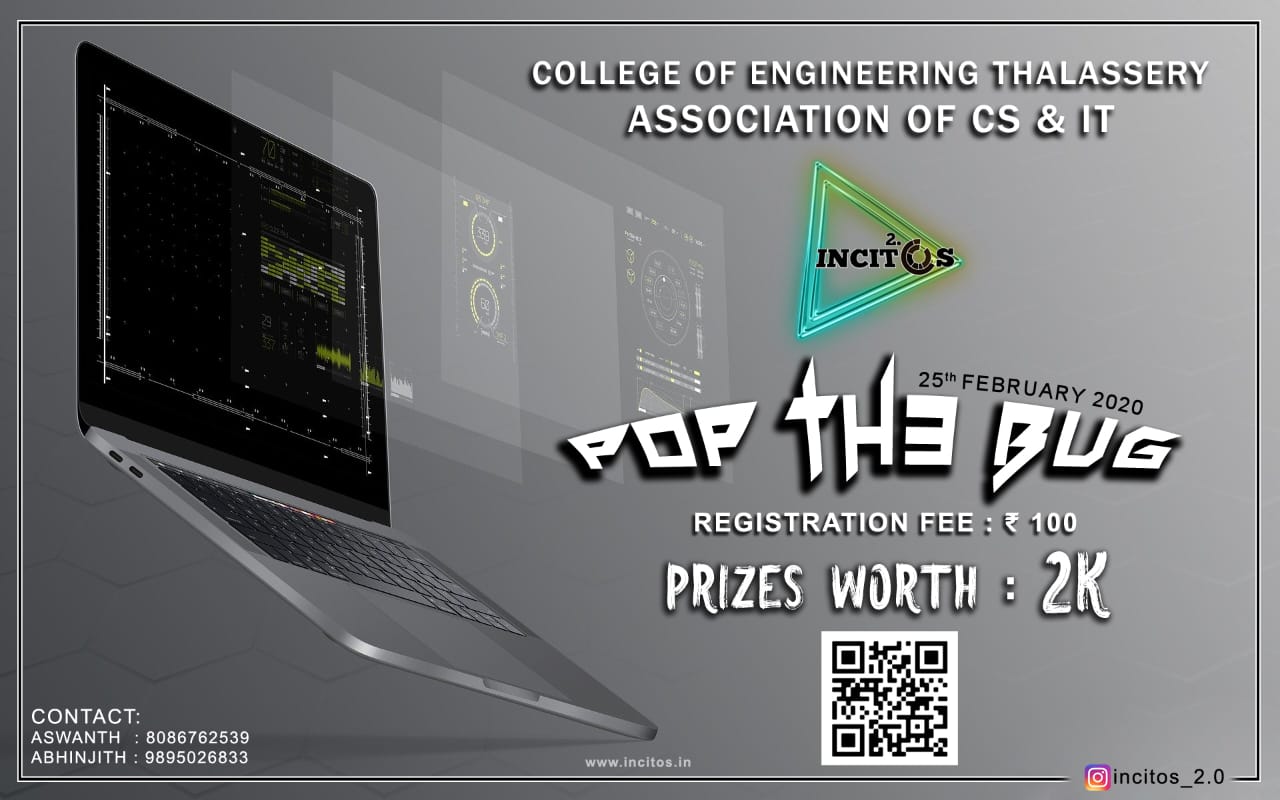 COLLEGE OF ENGINEERING THALASSERY
ASSOCIATION OF CS & IT
2.
INCITOS
25th FEBRUARY 2020
POP TH3 BUG
REGISTRATION FEE : ₹ 100
PRIZES WORTH : 2K
CONTACT:
ASWANTH : 8086762539
ABHINJITH : 9895026833
www.incitos.in
incitos_2.0